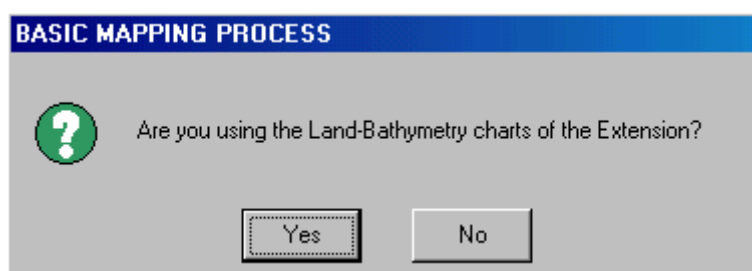 BASIC MAPPING PROCESS
Are you using the Land-Bathymetry charts of the Extension?
Yes No